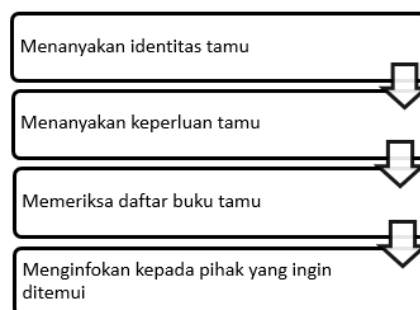 Menanyakan identitas tamu
Menanyakan keperluan tamu
Memeriksa daftar buku tamu
Menginfokan kepada pihak yang ingin
ditemui